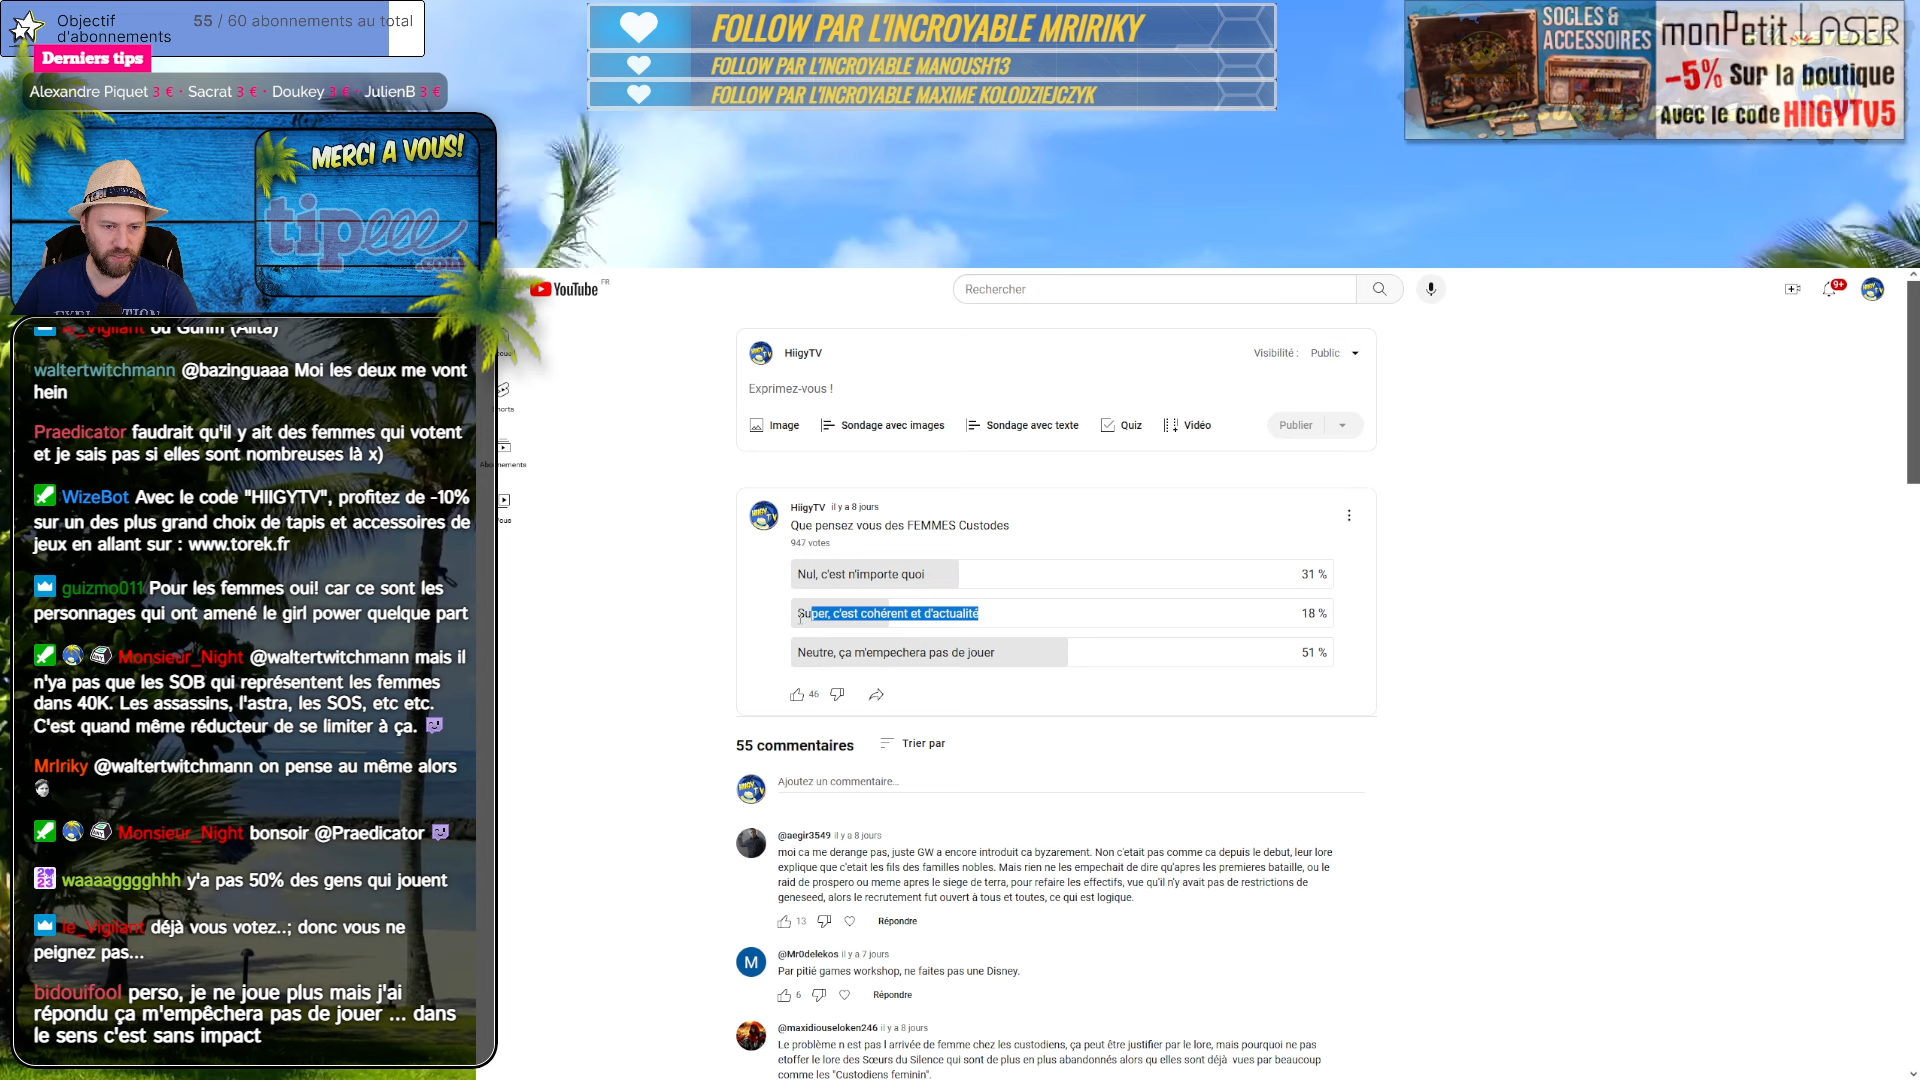 Objectif
d'abonnements
55 / 60 abonnements au total
Derniers tips
Alexandre Piquet 3 € · Sacrat 3 € · Doukey 3 € · JulienB 3 €
FOLLOW PAR L'INCROYABLE MRIRIKY
FOLLOW PAR L'INCROYABLE MANOUSH13
FOLLOW PAR L'INCROYABLE MAXIME KOLODZIEJCZYK
SOCLES &
ACCESSOIRES
monPetit LASER
-5% Sur la boutique
Avec le code HIIGYTV5
MERCI A VOUS!
tipeee
.com
le_Vigilant ou Gunm (Alita)
waltertwitchmann @bazinguaaa Moi les deux me vont
hein
Praedicator faudrait qu'il y ait des femmes qui votent
et je sais pas si elles sont nombreuses là x)
WizeBot Avec le code "HIIGYTV", profitez de -10%
sur un des plus grand choix de tapis et accessoires de
jeux en allant sur : www.torek.fr
guizmo011 Pour les femmes oui! car ce sont les
personnages qui ont amené le girl power quelque part
Monsieur_Night @waltertwitchmann mais il
n'ya pas que les SOB qui représentent les femmes
dans 40K. Les assassins, l'astra, les SOS, etc etc.
C'est quand même réducteur de se limiter à ça.
MrIriky @waltertwitchmann on pense au même alors
Monsieur_Night bonsoir @Praedicator
waaaagggghhh y'a pas 50% des gens qui jouent
le_Vigilant déjà vous votez..; donc vous ne
peignez pas...
bidouifool perso, je ne joue plus mais j'ai
répondu ça m'empêchera pas de jouer ... dans
le sens c'est sans impact
YouTube FR
Rechercher
9+
HiigyTV
Visibilité : Public
Exprimez-vous !
Image
Sondage avec images
Sondage avec texte
Quiz
Vidéo
Publier
HiigyTV il y a 8 jours
Que pensez vous des FEMMES Custodes
947 votes
Nul, c'est n'importe quoi 31 %
Super, c'est cohérent et d'actualité 18 %
Neutre, ça m'empechera pas de jouer 51 %
46
55 commentaires
Trier par
Ajoutez un commentaire...
@aegir3549 il y a 8 jours
moi ca me derange pas, juste GW a encore introduit ca byzarement. Non c'etait pas comme ca depuis le debut, leur lore
explique que c'etait les fils des familles nobles. Mais rien ne les empechait de dire qu'apres les premieres bataille, ou le
raid de prospero ou meme apres le siege de terra, pour refaire les effectifs, vue qu'il n'y avait pas de restrictions de
geneseed, alors le recrutement fut ouvert à tous et toutes, ce qui est logique.
13
Répondre
M
@Mr0delekos il y a 7 jours
Par pitié games workshop, ne faites pas une Disney.
6
Répondre
@maxidiouseloken246 il y a 8 jours
Le problème n est pas l arrivée de femme chez les custodiens, ça peut être justifier par le lore, mais pourquoi ne pas
etoffer le lore des Sœurs du Silence qui sont de plus en plus abandonnés alors qu elles sont déjà vues par beaucoup
comme les "Custodiens feminin".